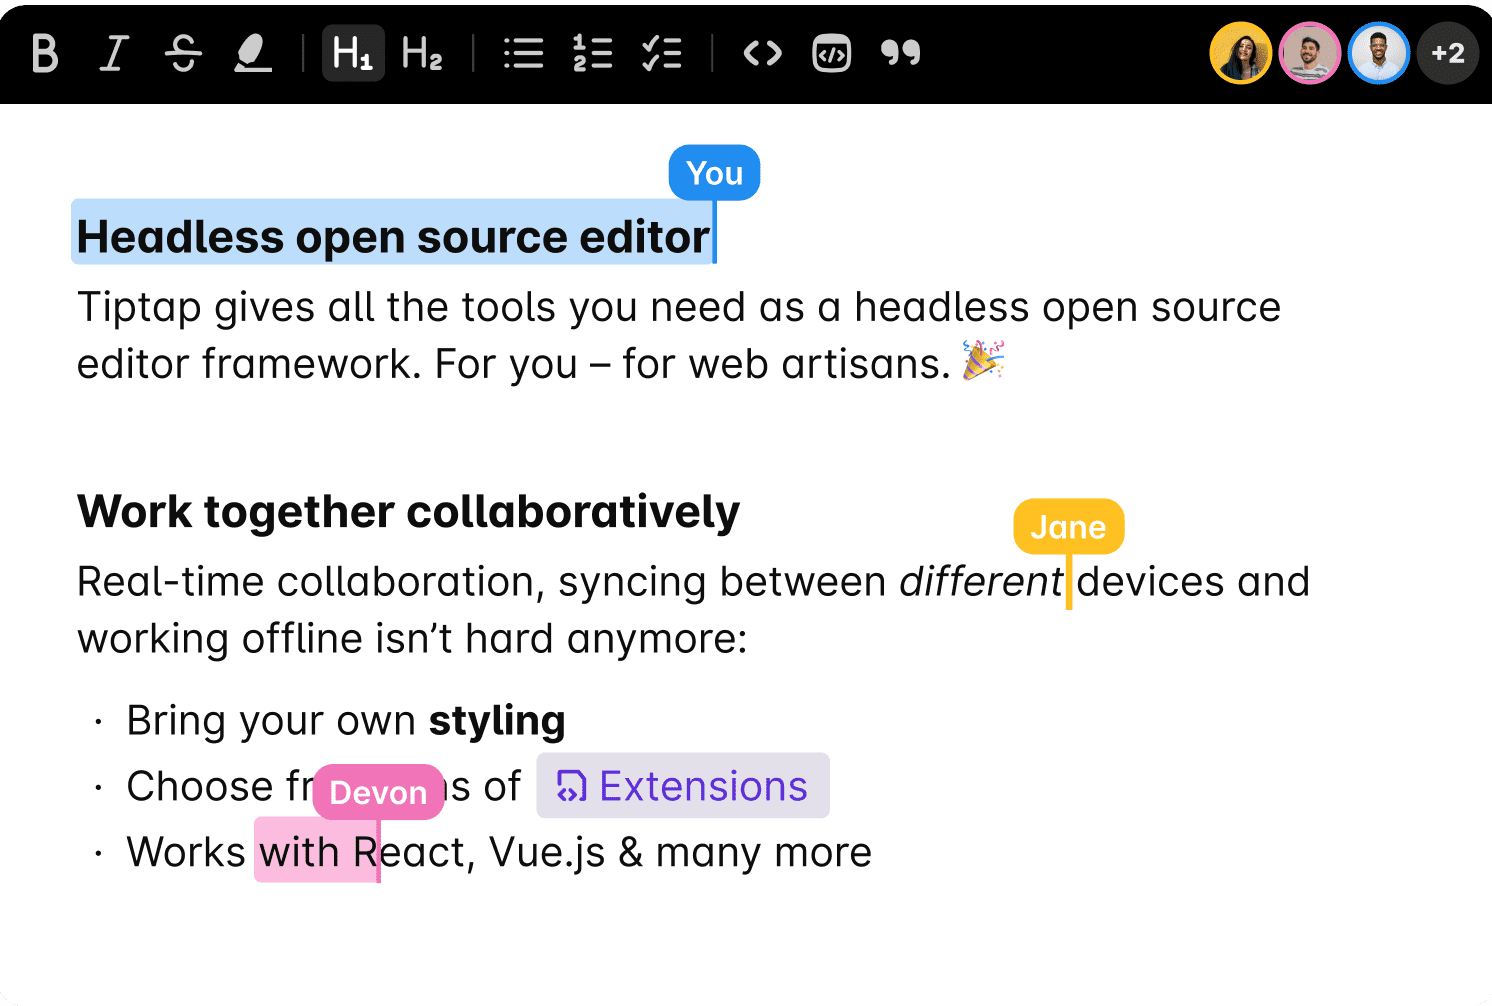 B I S H1 H2 1 2 </> +2
You
Headless open source editor
Tiptap gives all the tools you need as a headless open source
editor framework. For you – for web artisans. 🎉
Work together collaboratively
Jane
Real-time collaboration, syncing between different devices and
working offline isn’t hard anymore:
· Bring your own styling
· Choose of Extensions
Devon
· Works with React, Vue.js & many more